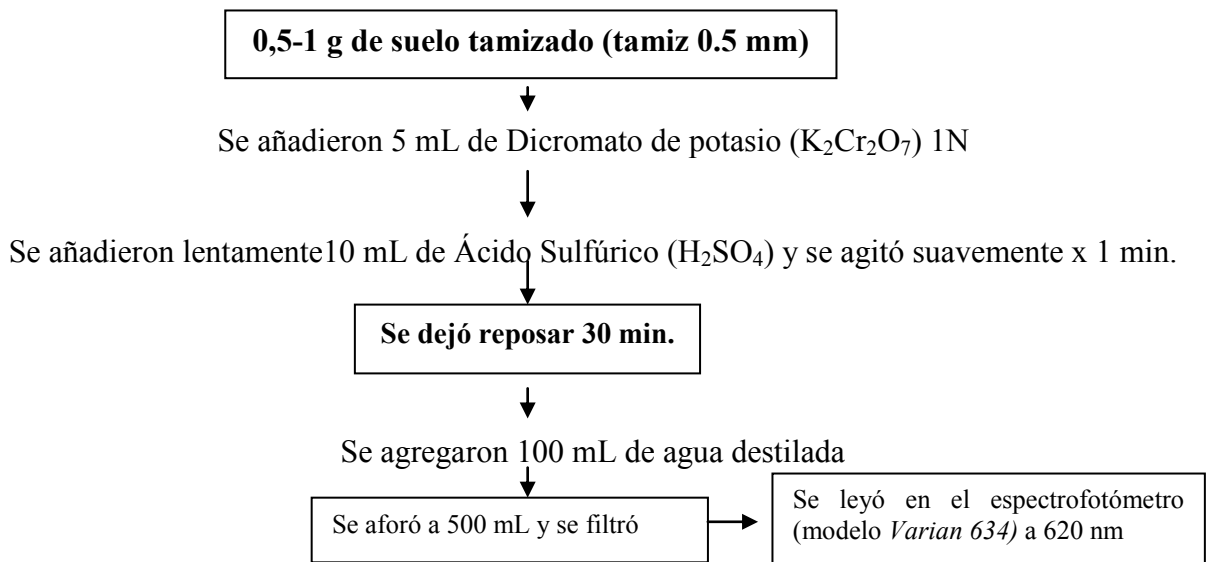 0,5-1 g de suelo tamizado (tamiz 0.5 mm)
Se añadieron 5 mL de Dicromato de potasio (K₂Cr₂O₇) 1N
Se añadieron lentamente10 mL de Ácido Sulfúrico (H₂SO₄) y se agitó suavemente x 1 min.
Se dejó reposar 30 min.
Se agregaron 100 mL de agua destilada
Se aforó a 500 mL y se filtró
Se leyó en el espectrofotómetro
(modelo Varian 634) a 620 nm